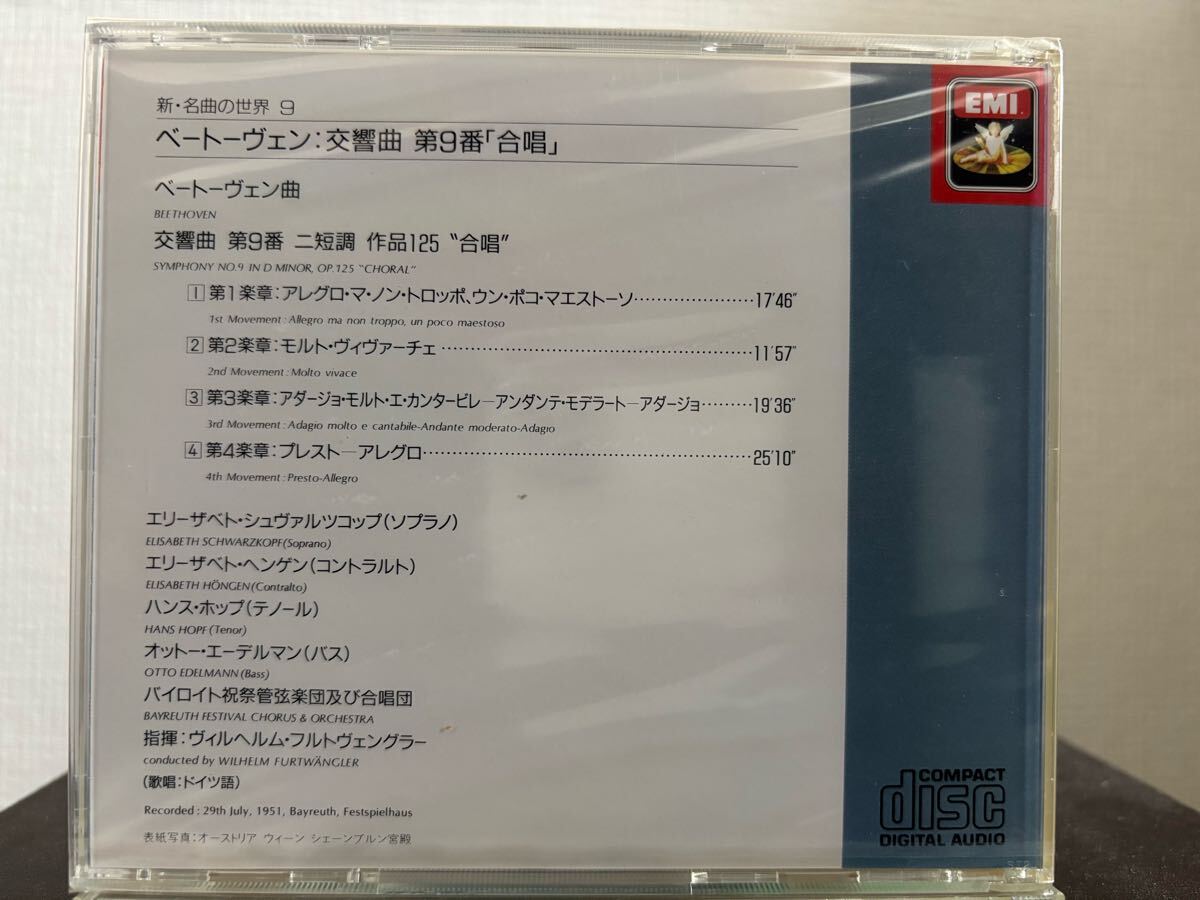 新・名曲の世界 9
ベートーヴェン：交響曲 第9番「合唱」
EMI
ベートーヴェン曲
BEETHOVEN
交響曲 第9番 ニ短調 作品125 “合唱”
SYMPHONY NO.9 IN D MINOR, OP.125 “CHORAL”
1 第1楽章：アレグロ・マ・ノン・トロッポ、ウン・ポコ・マエストーソ…………………17′46″
1st Movement : Allegro ma non troppo, un poco maestoso
2 第2楽章：モルト・ヴィヴァーチェ……………………………………………11′57″
2nd Movement : Molto vivace
3 第3楽章：アダージョ・モルト・エ・カンタービレ―アンダンテ・モデラート―アダージョ………19′36″
3rd Movement : Adagio molto e cantabile-Andante moderato-Adagio
4 第4楽章：プレスト―アレグロ………………………………………………25′10″
4th Movement : Presto-Allegro
エリーザベト・シュヴァルツコップ（ソプラノ）
ELISABETH SCHWARZKOPF (Soprano)
エリーザベト・ヘンゲン（コントラルト）
ELISABETH HÖNGEN (Contralto)
ハンス・ホップ（テノール）
HANS HOPF (Tenor)
オットー・エーデルマン（バス）
OTTO EDELMANN (Bass)
バイロイト祝祭管弦楽団及び合唱団
BAYREUTH FESTIVAL CHORUS & ORCHESTRA
指揮：ヴィルヘルム・フルトヴェングラー
conducted by WILHELM FURTWÄNGLER
（歌唱：ドイツ語）
Recorded : 29th July, 1951, Bayreuth, Festspielhaus
表紙写真：オーストリア ウィーン シェーンブルン宮殿
COMPACT
disc
DIGITAL AUDIO